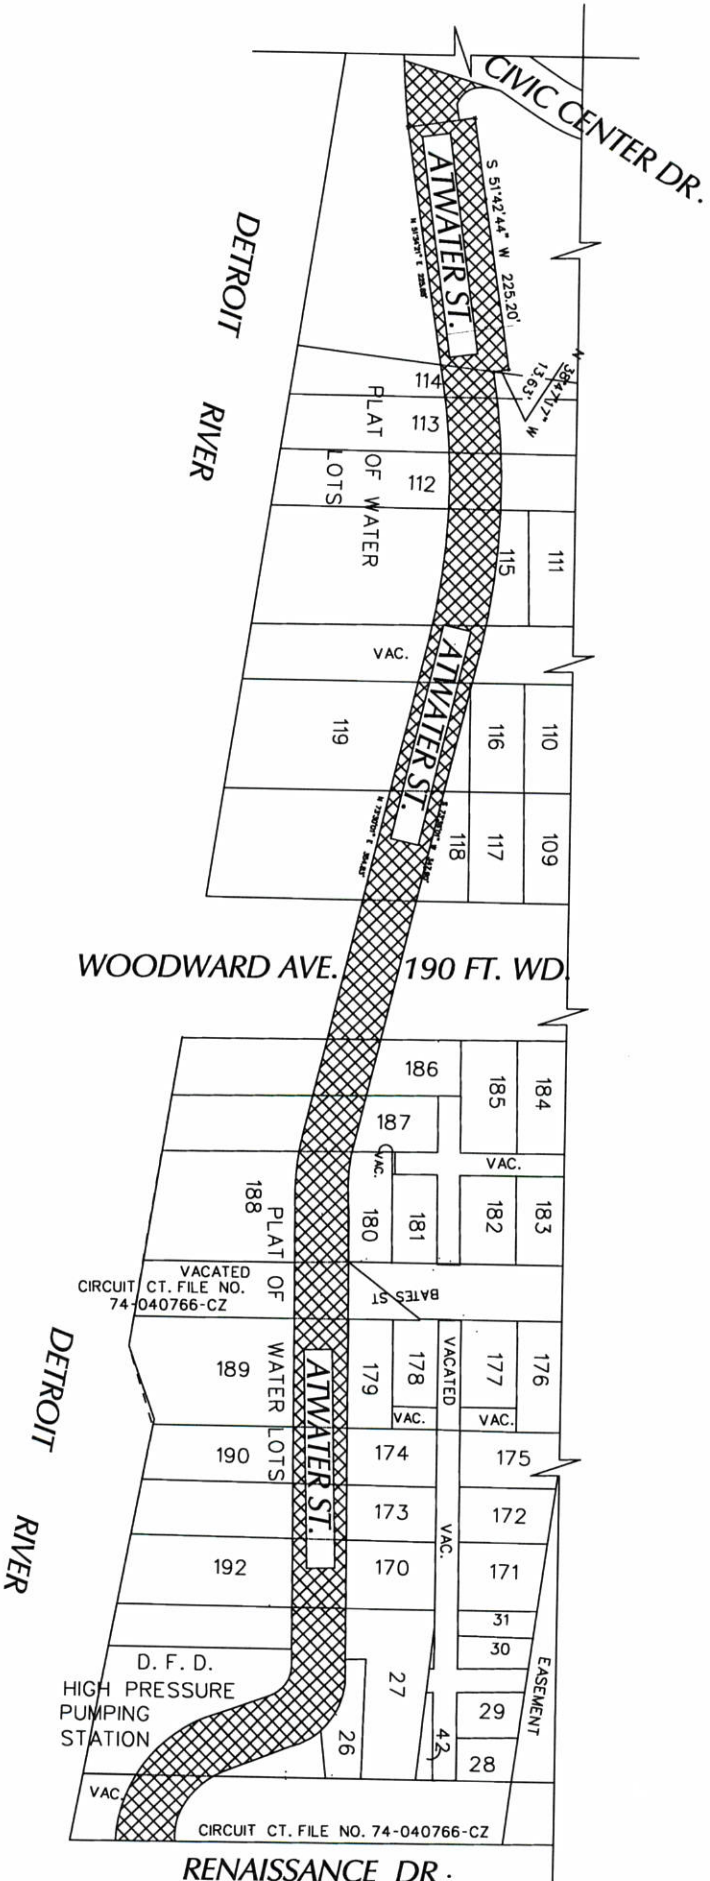 CIVIC CENTER DR.
S 51°42'44" W 225.20'
ATWATER ST.
N 38°47'17" W
13.63'
DETROIT RIVER
114
113
112
PLAT OF WATER
LOTS
115
111
VAC.
ATWATER ST.
119
116
110
118
117
109
WOODWARD AVE. 190 FT. WD.
186
185
184
187
VAC.
VAC.
188
180
181
182
183
PLAT OF WATER LOTS
VACATED
CIRCUIT CT. FILE NO.
74-040766-CZ
BATES ST
DETROIT RIVER
189
ATWATER ST.
179
178
VACATED
177
176
VAC.
VAC.
190
174
175
173
VAC.
172
192
170
171
31
30
EASEMENT
D. F. D.
HIGH PRESSURE
PUMPING
STATION
27
29
26
42
28
VAC.
CIRCUIT CT. FILE NO. 74-040766-CZ
RENAISSANCE DR.